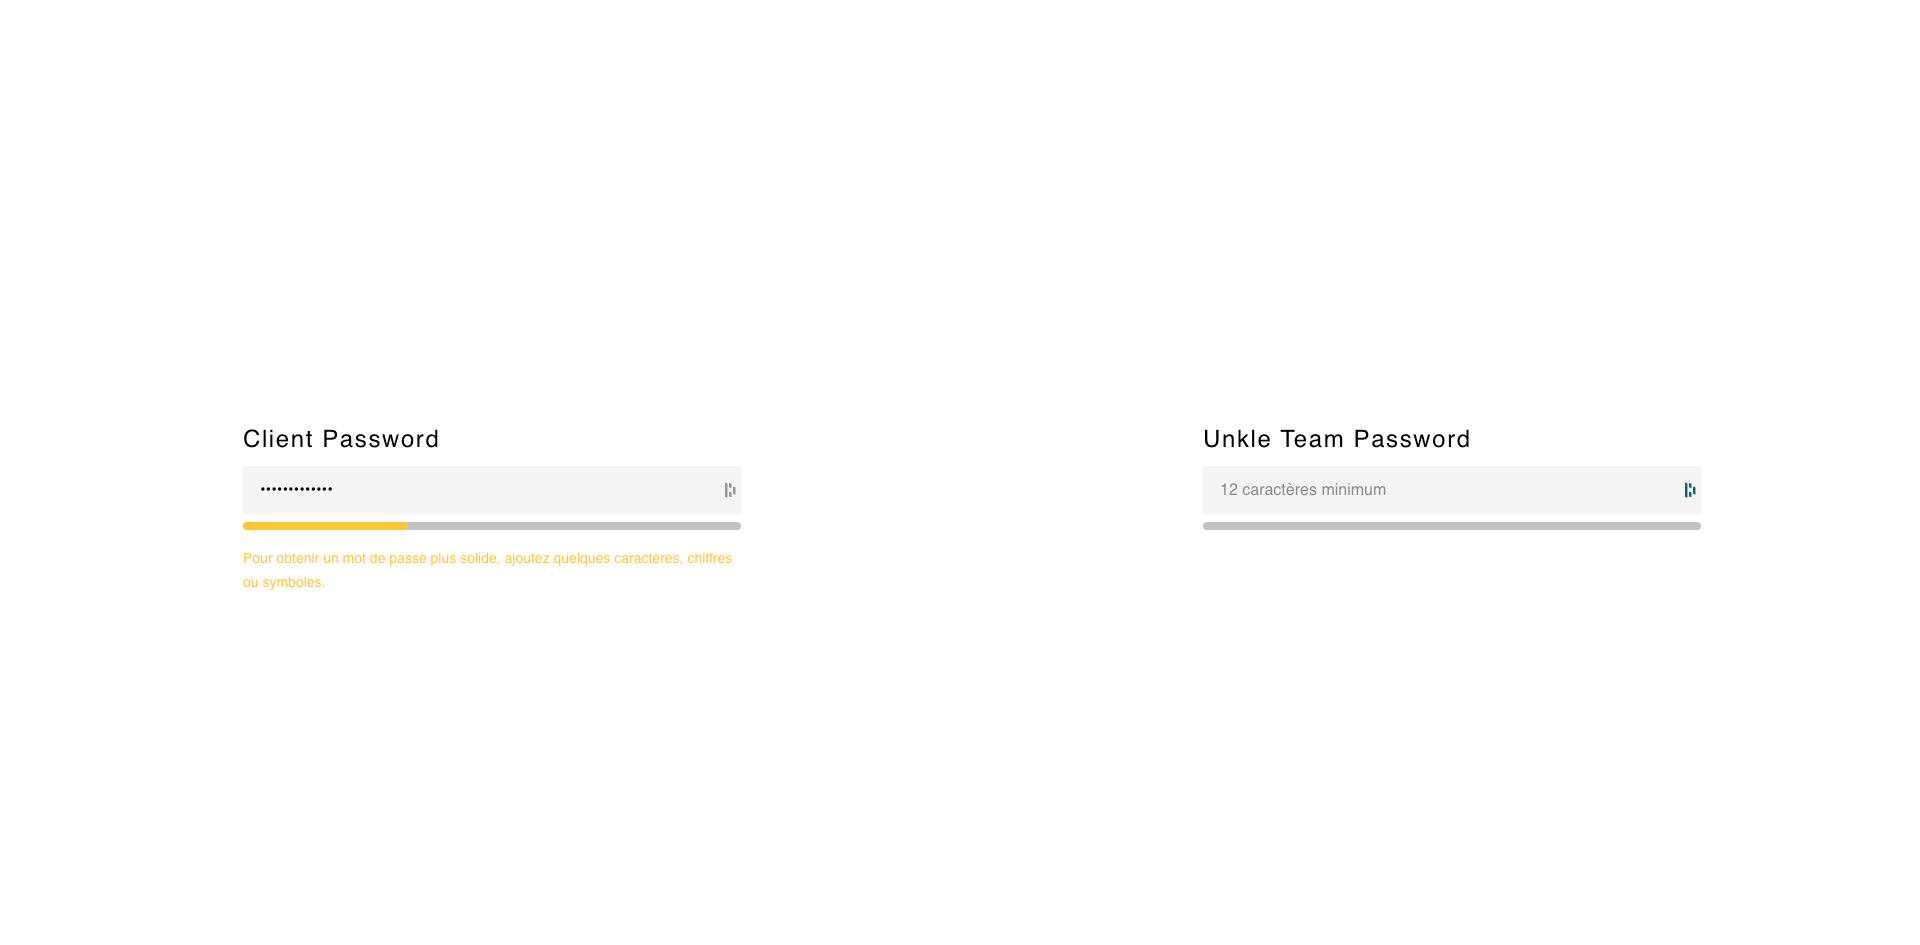 Client Password
•••••••••••••
Pour obtenir un mot de passe plus solide, ajoutez quelques caractères, chiffres
ou symboles.
Unkle Team Password
12 caractères minimum